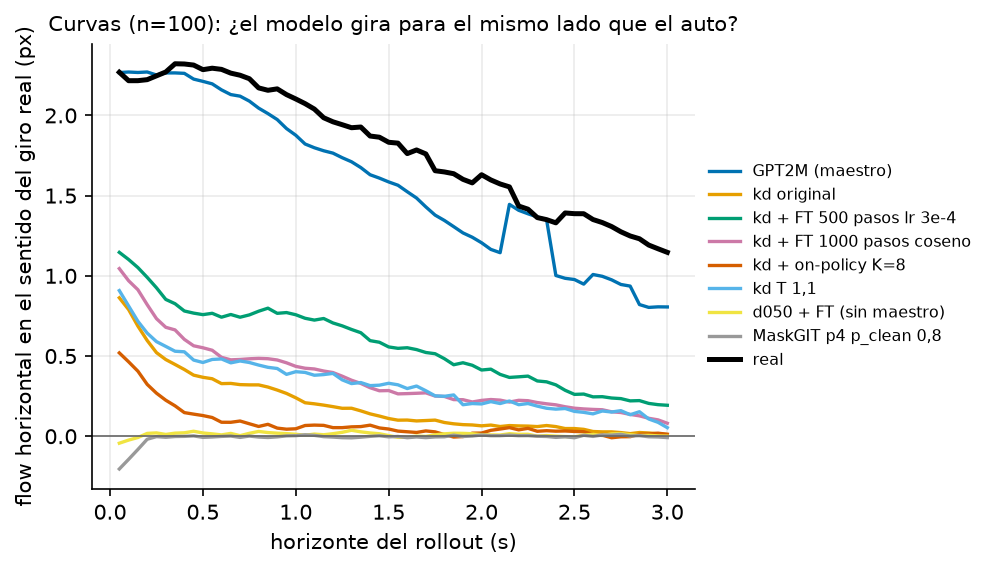 Curvas (n=100): ¿el modelo gira para el mismo lado que el auto?
flow horizontal en el sentido del giro real (px)
2.0
1.5
1.0
0.5
0.0
0.0 0.5 1.0 1.5 2.0 2.5 3.0
horizonte del rollout (s)
GPT2M (maestro)
kd original
kd + FT 500 pasos lr 3e-4
kd + FT 1000 pasos coseno
kd + on-policy K=8
kd T 1,1
d050 + FT (sin maestro)
MaskGIT p4 p_clean 0,8
real